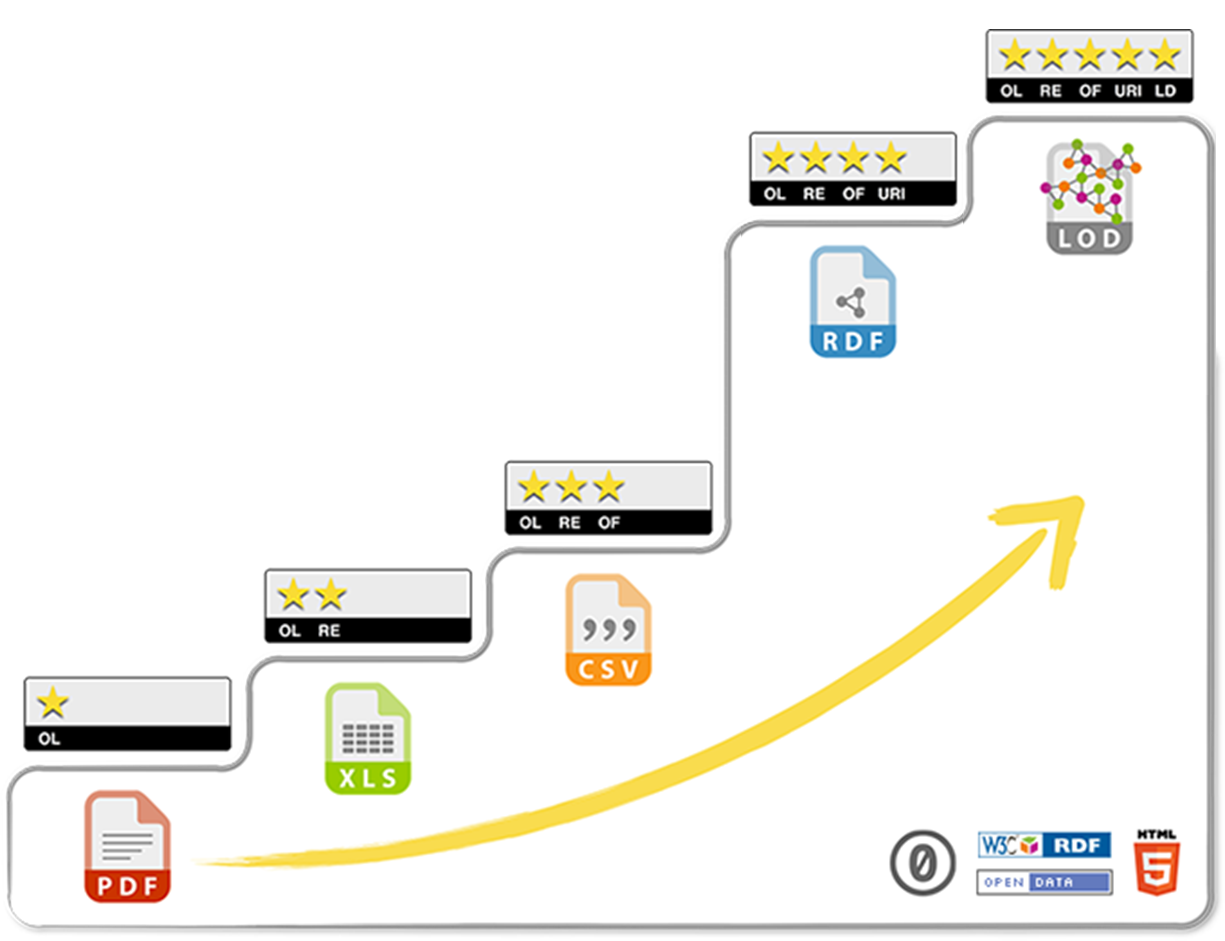 OL RE OF URI LD
LOD
OL RE OF URI
RDF
OL RE OF
CSV
OL RE
XLS
OL
PDF
0
W3C RDF
OPEN DATA
HTML
5